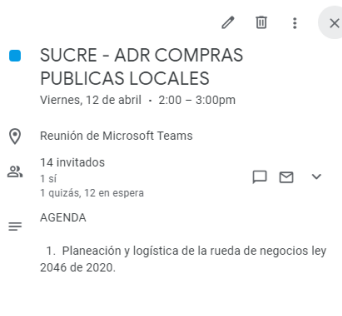 SUCRE - ADR COMPRAS
PUBLICAS LOCALES
Viernes, 12 de abril · 2:00 – 3:00pm
Reunión de Microsoft Teams
14 invitados
1 sí
1 quizás, 12 en espera
AGENDA
1. Planeación y logística de la rueda de negocios ley
2046 de 2020.